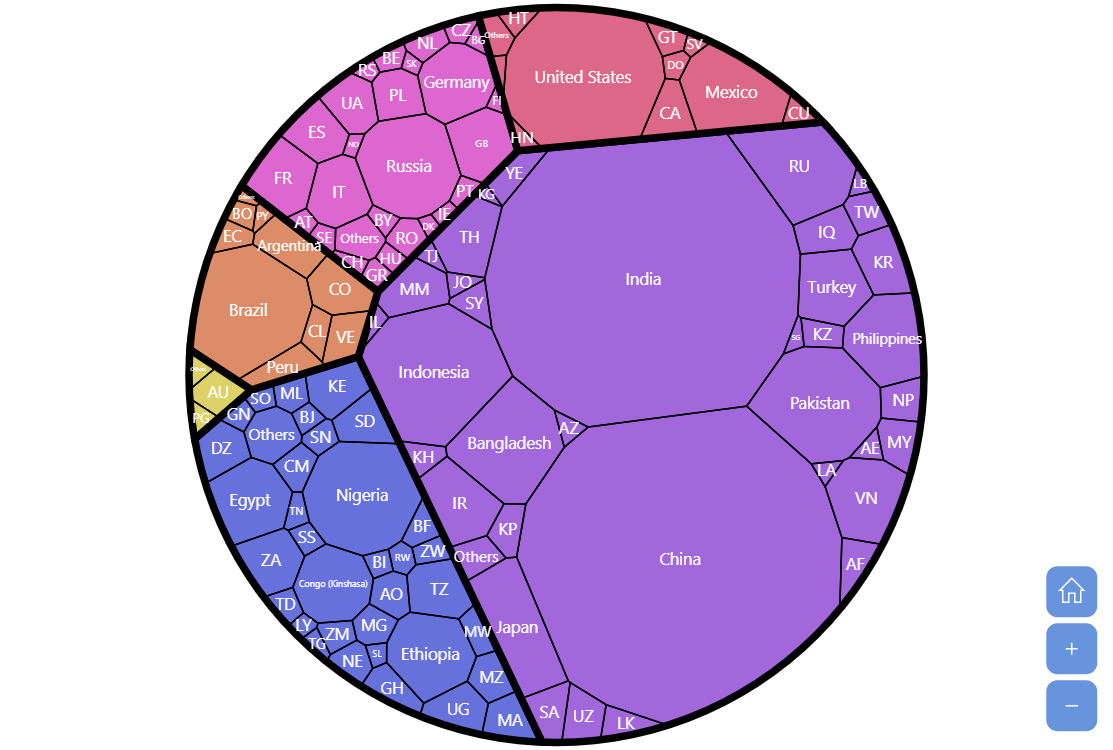 HT
CZ
BG
Others
NL
GT
SV
BE
SK
DO
RS
Germany
United States
PL
Mexico
UA
FI
CA
CU
ES
HN
NO
GB
Russia
RU
YE
FR
LB
IT
PT
KG
TW
Others
BO
PY
AT
BY
IE
DK
IQ
EC
SE
Others
RO
TH
Argentina
TJ
KR
CH
HU
GR
India
JO
MM
Turkey
CO
SY
Brazil
IL
CL
VE
SG
KZ
Philippines
Others
Peru
Indonesia
AU
KE
SO
ML
Pakistan
NP
PG
GN
BJ
SD
AZ
Others
SN
Bangladesh
MY
DZ
AE
KH
CM
LA
Nigeria
Egypt
IR
VN
TN
BF
KP
SS
ZW
Others
ZA
BI
RW
China
AF
Congo (Kinshasa)
TZ
AO
TD
LY
MG
Japan
ZM
MW
TG
SL
Ethiopia
NE
MZ
GH
UG
MA
SA
UZ
LK
+
−